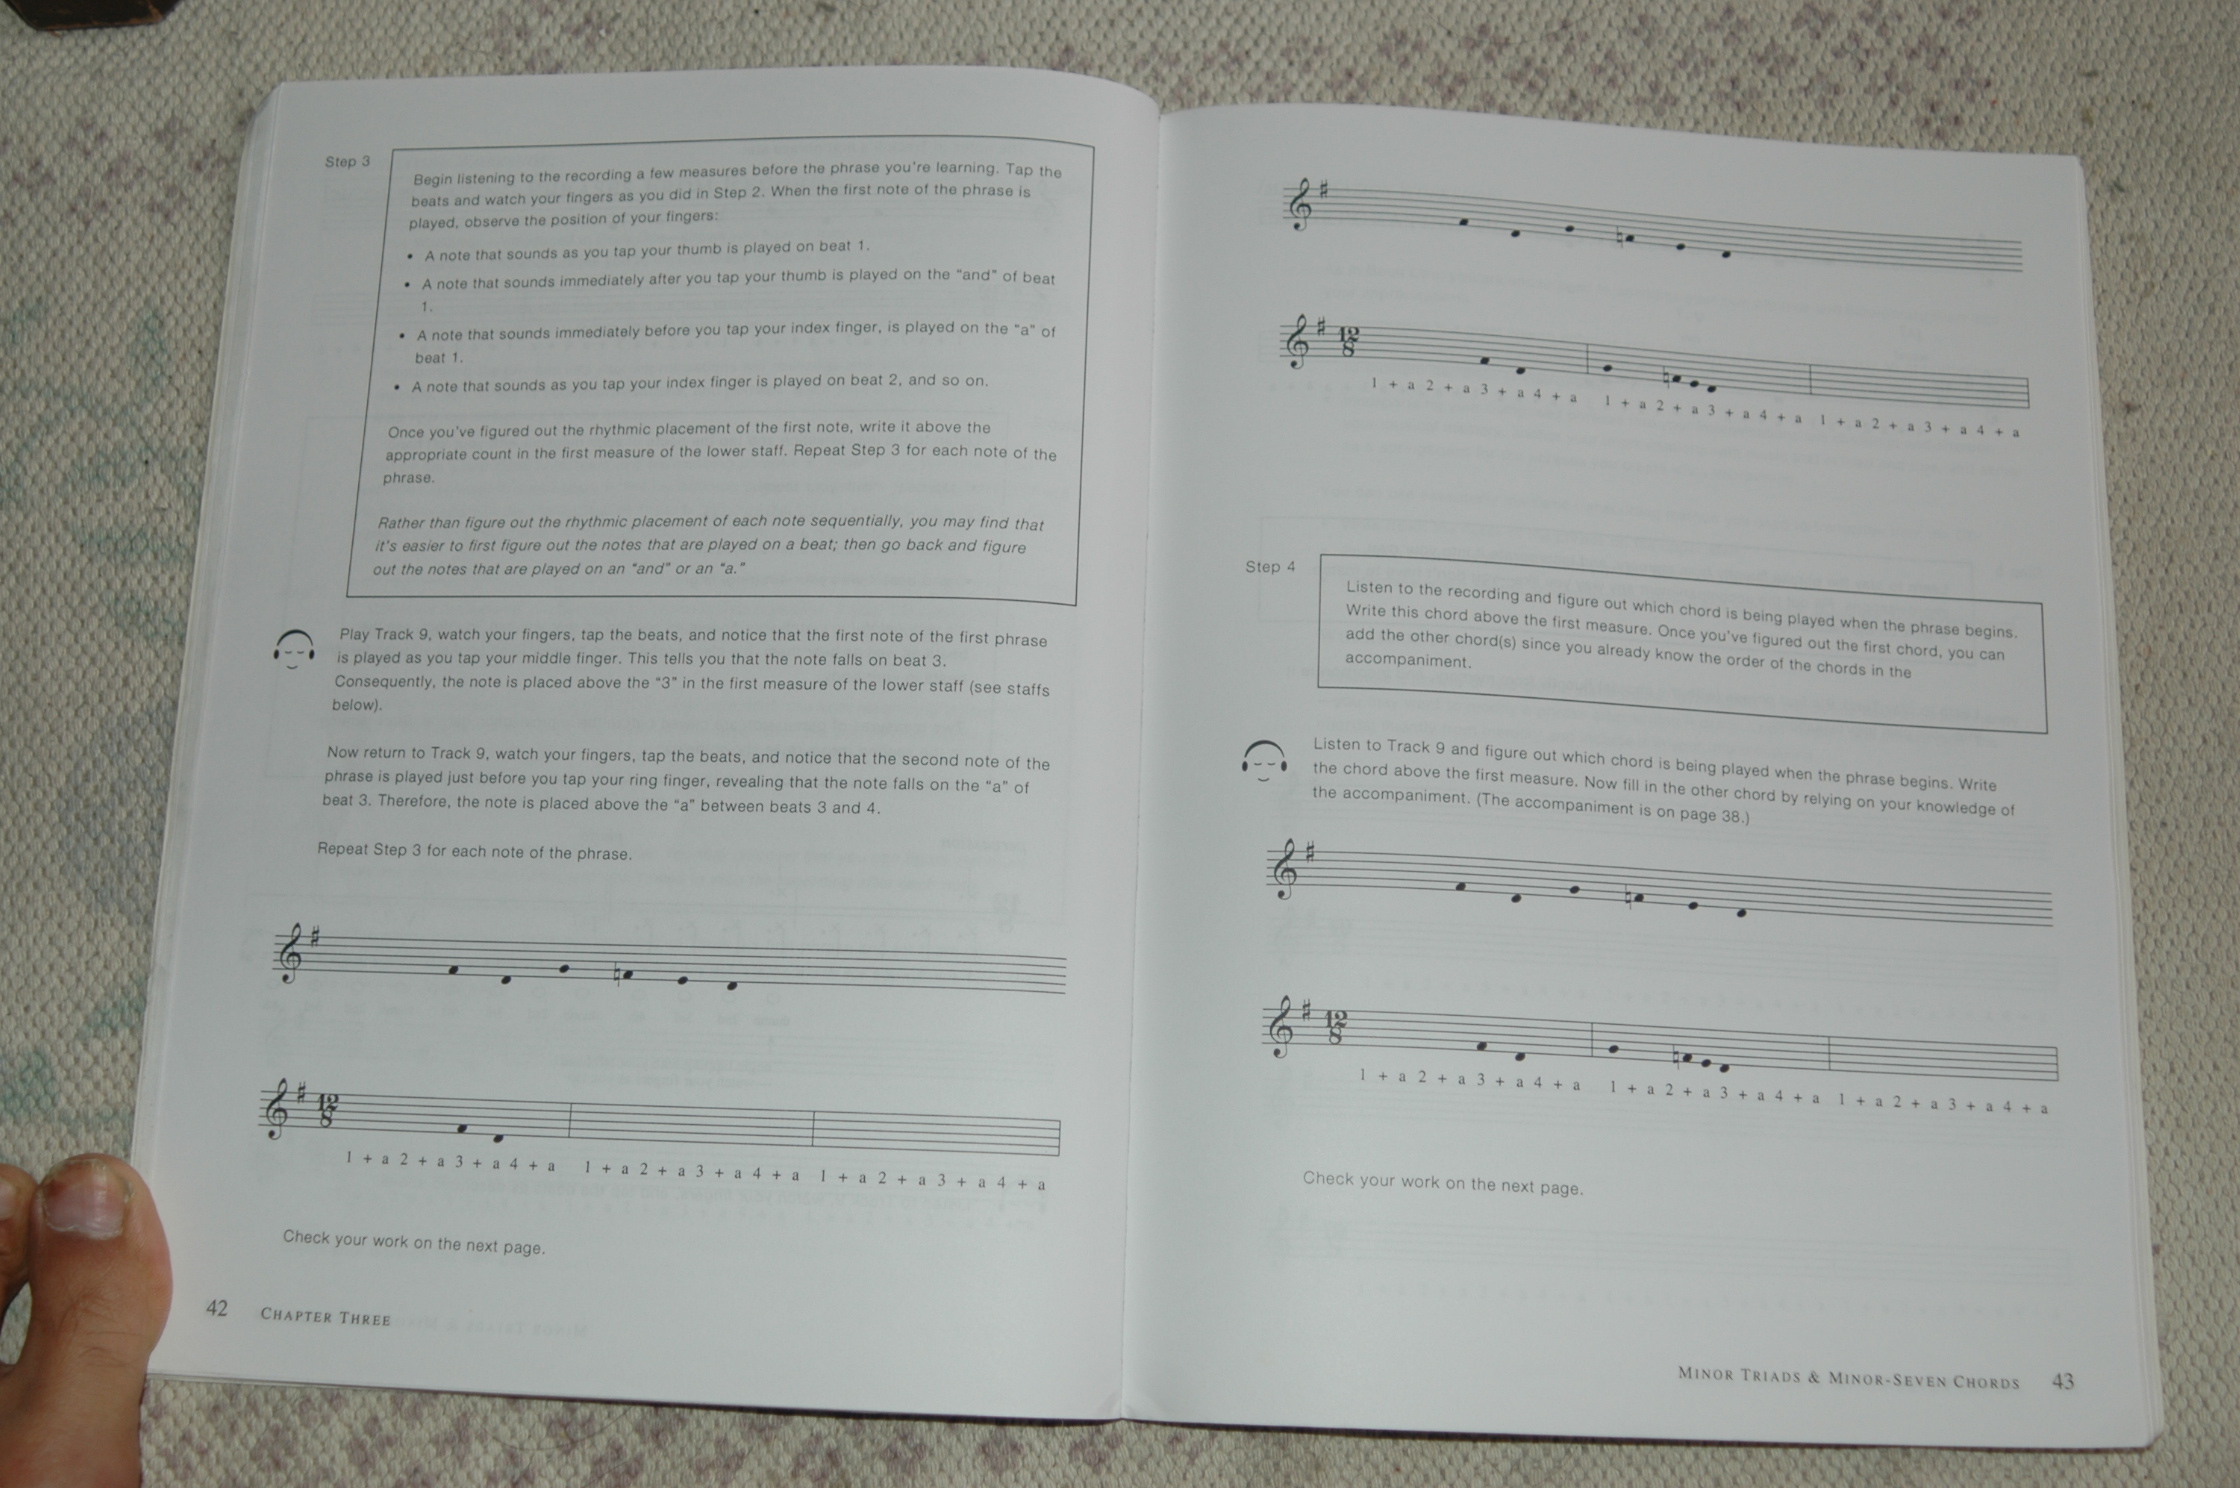 Step 3
Begin listening to the recording a few measures before the phrase you're learning. Tap the
beats and watch your fingers as you did in Step 2. When the first note of the phrase is
played, observe the position of your fingers:
• A note that sounds as you tap your thumb is played on beat 1.
• A note that sounds immediately after you tap your thumb is played on the “and” of beat
1.
• A note that sounds immediately before you tap your index finger, is played on the “a” of
beat 1.
• A note that sounds as you tap your index finger is played on beat 2, and so on.
Once you've figured out the rhythmic placement of the first note, write it above the
appropriate count in the first measure of the lower staff. Repeat Step 3 for each note of the
phrase.
Rather than figure out the rhythmic placement of each note sequentially, you may find that
it's easier to first figure out the notes that are played on a beat; then go back and figure
out the notes that are played on an “and” or an “a.”
Play Track 9, watch your fingers, tap the beats, and notice that the first note of the first phrase
is played as you tap your middle finger. This tells you that the note falls on beat 3.
Consequently, the note is placed above the “3” in the first measure of the lower staff (see staffs
below).
Now return to Track 9, watch your fingers, tap the beats, and notice that the second note of the
phrase is played just before you tap your ring finger, revealing that the note falls on the “a” of
beat 3. Therefore, the note is placed above the “a” between beats 3 and 4.
Repeat Step 3 for each note of the phrase.
12
8
1 + a 2 + a 3 + a 4 + a 1 + a 2 + a 3 + a 4 + a 1 + a 2 + a 3 + a 4 + a
Check your work on the next page.
42 CHAPTER THREE
12
8
1 + a 2 + a 3 + a 4 + a 1 + a 2 + a 3 + a 4 + a 1 + a 2 + a 3 + a 4 + a
Step 4
Listen to the recording and figure out which chord is being played when the phrase begins.
Write this chord above the first measure. Once you've figured out the first chord, you can
add the other chord(s) since you already know the order of the chords in the
accompaniment.
Listen to Track 9 and figure out which chord is being played when the phrase begins. Write
the chord above the first measure. Now fill in the other chord by relying on your knowledge of
the accompaniment. (The accompaniment is on page 38.)
12
8
1 + a 2 + a 3 + a 4 + a 1 + a 2 + a 3 + a 4 + a 1 + a 2 + a 3 + a 4 + a
Check your work on the next page.
MINOR TRIADS & MINOR-SEVEN CHORDS 43